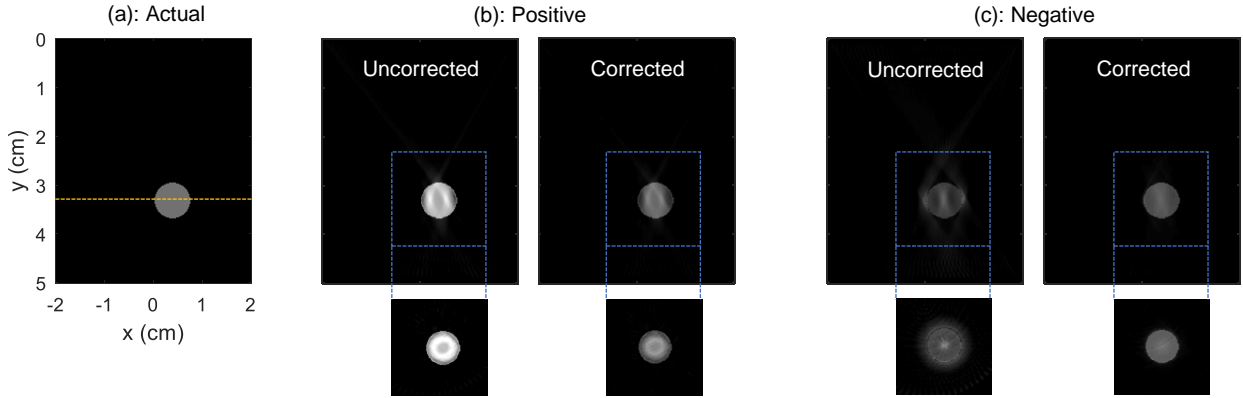 (a): Actual
(b): Positive
(c): Negative
0
1
2
3
4
5
y (cm)
-2
-1
0
1
2
x (cm)
Uncorrected
Corrected
Uncorrected
Corrected